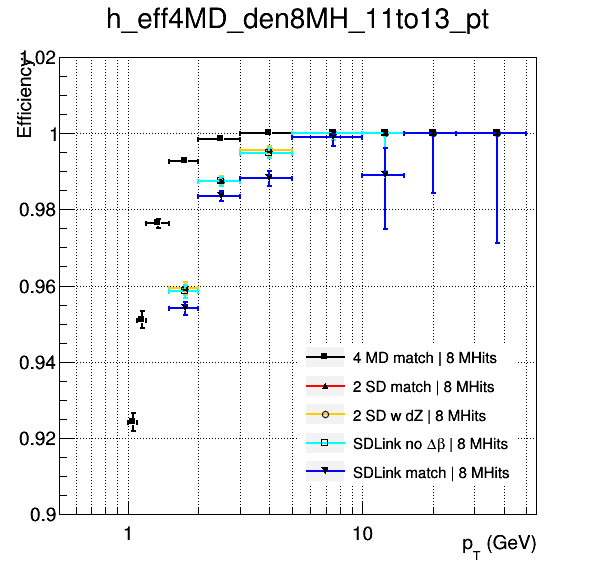 h_eff4MD_den8MH_11to13_pt
Efficiency
1.02
1
0.98
0.96
0.94
0.92
0.9
4 MD match | 8 MHits
2 SD match | 8 MHits
2 SD w dZ | 8 MHits
SDLink no Δβ | 8 MHits
SDLink match | 8 MHits
1
10
p_T (GeV)